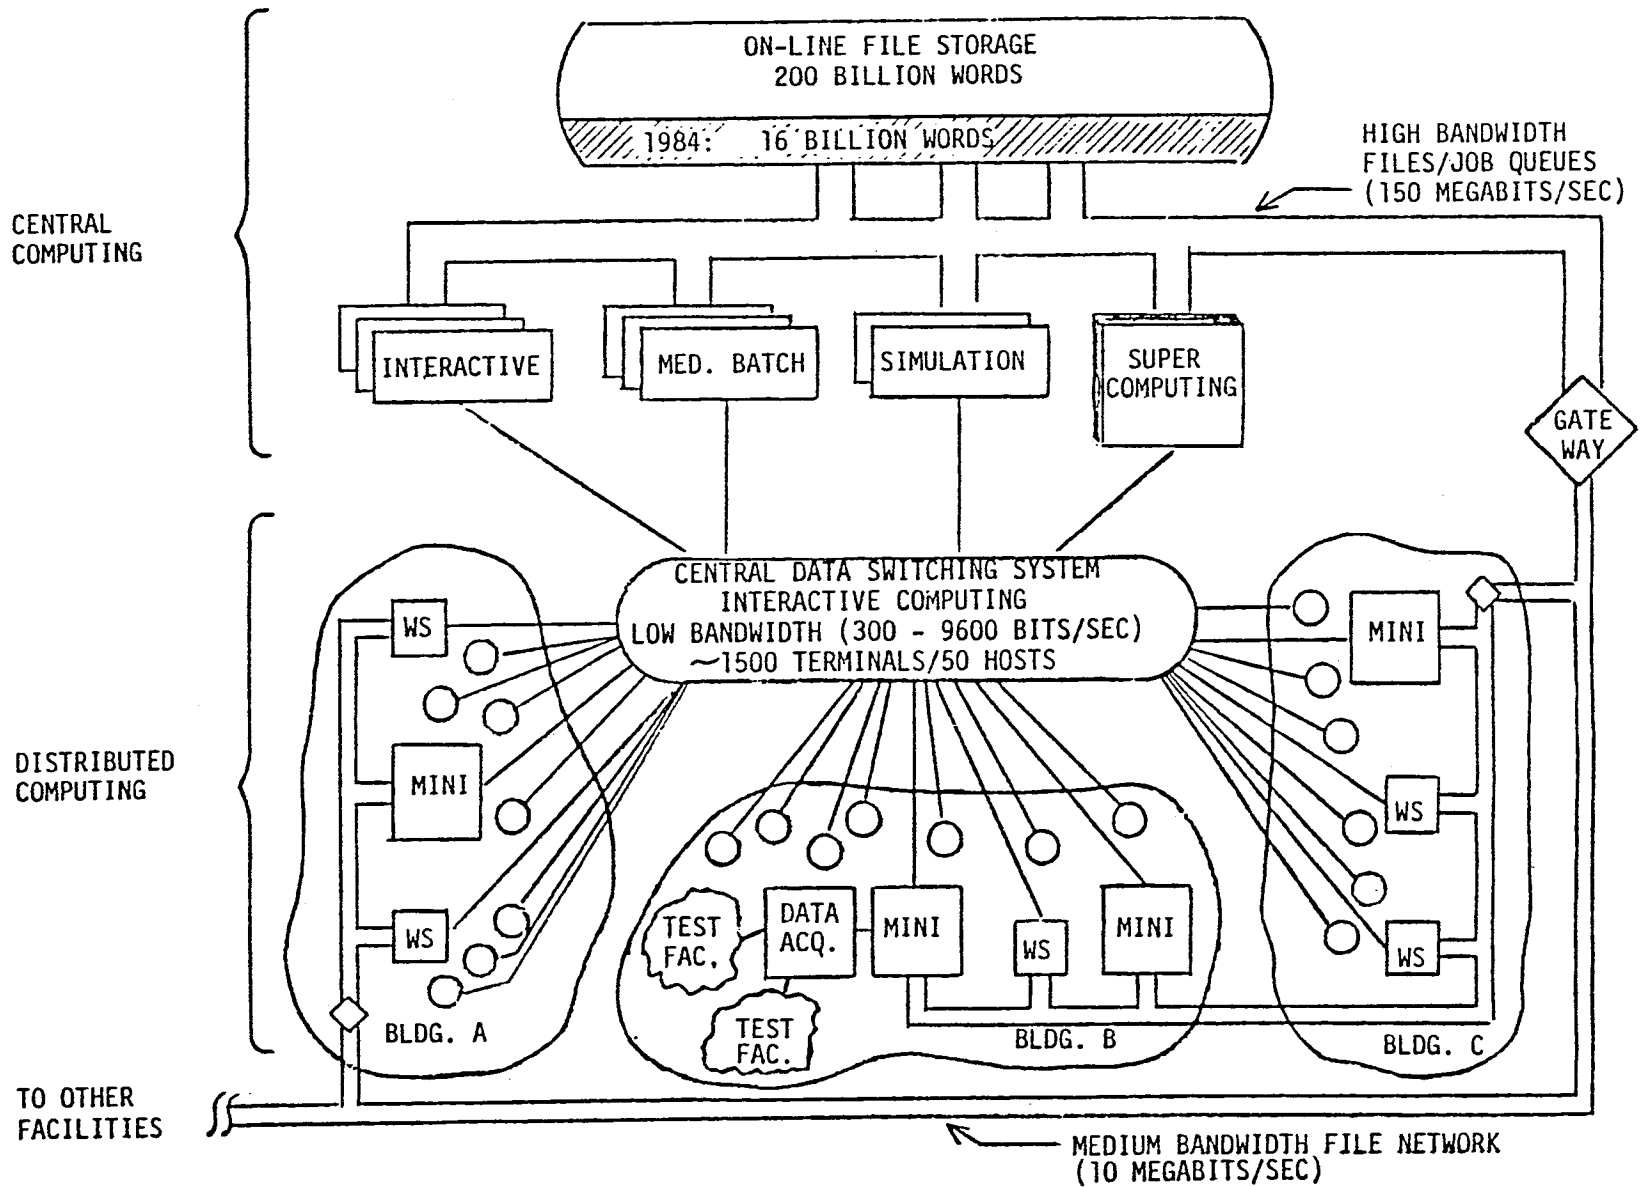 ON-LINE FILE STORAGE
200 BILLION WORDS
1984: 16 BILLION WORDS
HIGH BANDWIDTH
FILES/JOB QUEUES
(150 MEGABITS/SEC)
CENTRAL
COMPUTING
INTERACTIVE
MED. BATCH
SIMULATION
SUPER
COMPUTING
GATE
WAY
CENTRAL DATA SWITCHING SYSTEM
INTERACTIVE COMPUTING
LOW BANDWIDTH (300 - 9600 BITS/SEC)
~1500 TERMINALS/50 HOSTS
DISTRIBUTED
COMPUTING
WS
MINI
WS
BLDG. A
TEST
FAC.
DATA
ACQ.
MINI
WS
MINI
TEST
FAC.
BLDG. B
MINI
WS
WS
BLDG. C
TO OTHER
FACILITIES
MEDIUM BANDWIDTH FILE NETWORK
(10 MEGABITS/SEC)